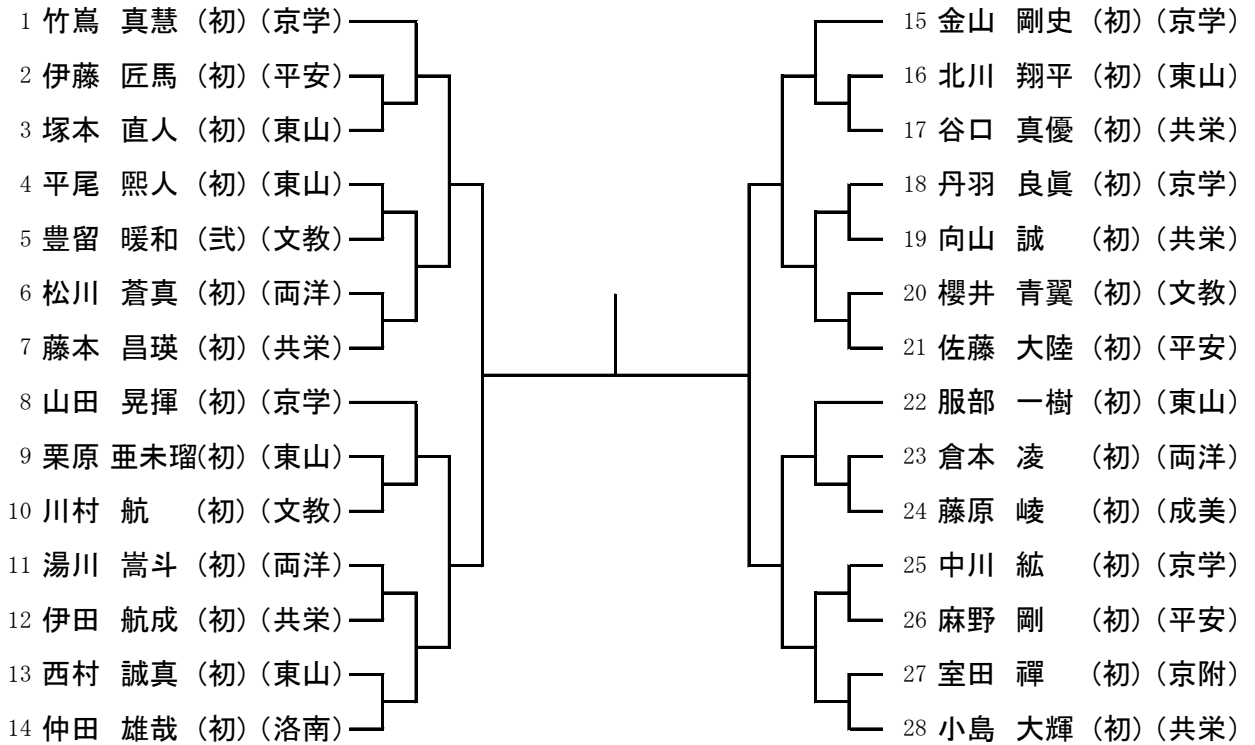 1 竹嶌 真慧 (初) (京学)
2 伊藤 匠馬 (初) (平安)
3 塚本 直人 (初) (東山)
4 平尾 熙人 (初) (東山)
5 豊留 暖和 (弐) (文教)
6 松川 蒼真 (初) (両洋)
7 藤本 昌瑛 (初) (共栄)
8 山田 晃揮 (初) (京学)
9 栗原 亜未瑠(初) (東山)
10 川村 航 (初) (文教)
11 湯川 嵩斗 (初) (両洋)
12 伊田 航成 (初) (共栄)
13 西村 誠真 (初) (東山)
14 仲田 雄哉 (初) (洛南)
15 金山 剛史 (初) (京学)
16 北川 翔平 (初) (東山)
17 谷口 真優 (初) (共栄)
18 丹羽 良眞 (初) (京学)
19 向山 誠 (初) (共栄)
20 櫻井 青翼 (初) (文教)
21 佐藤 大陸 (初) (平安)
22 服部 一樹 (初) (東山)
23 倉本 凌 (初) (両洋)
24 藤原 崚 (初) (成美)
25 中川 紘 (初) (京学)
26 麻野 剛 (初) (平安)
27 室田 禪 (初) (京附)
28 小島 大輝 (初) (共栄)